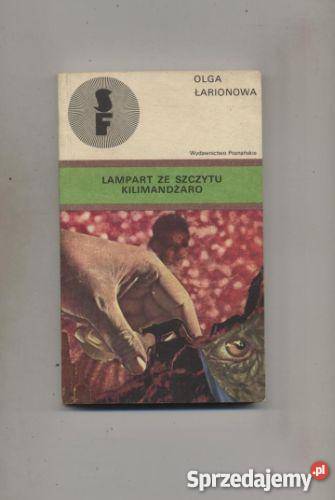 SF
OLGA
ŁARIONOWA
Wydawnictwo Poznańskie
LAMPART ZE SZCZYTU
KILIMANDŻARO
Sprzedajemy.pl